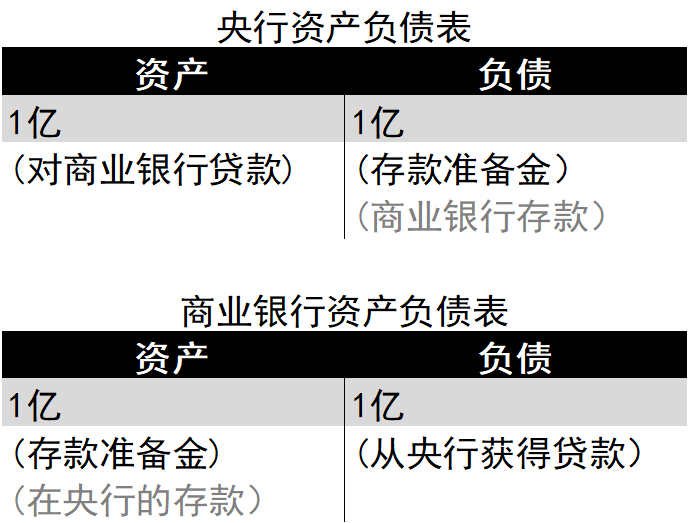 央行资产负债表
资产 负债
1亿 1亿
(对商业银行贷款) (存款准备金）
(商业银行存款）
商业银行资产负债表
资产 负债
1亿 1亿
(存款准备金) (从央行获得贷款）
(在央行的存款）